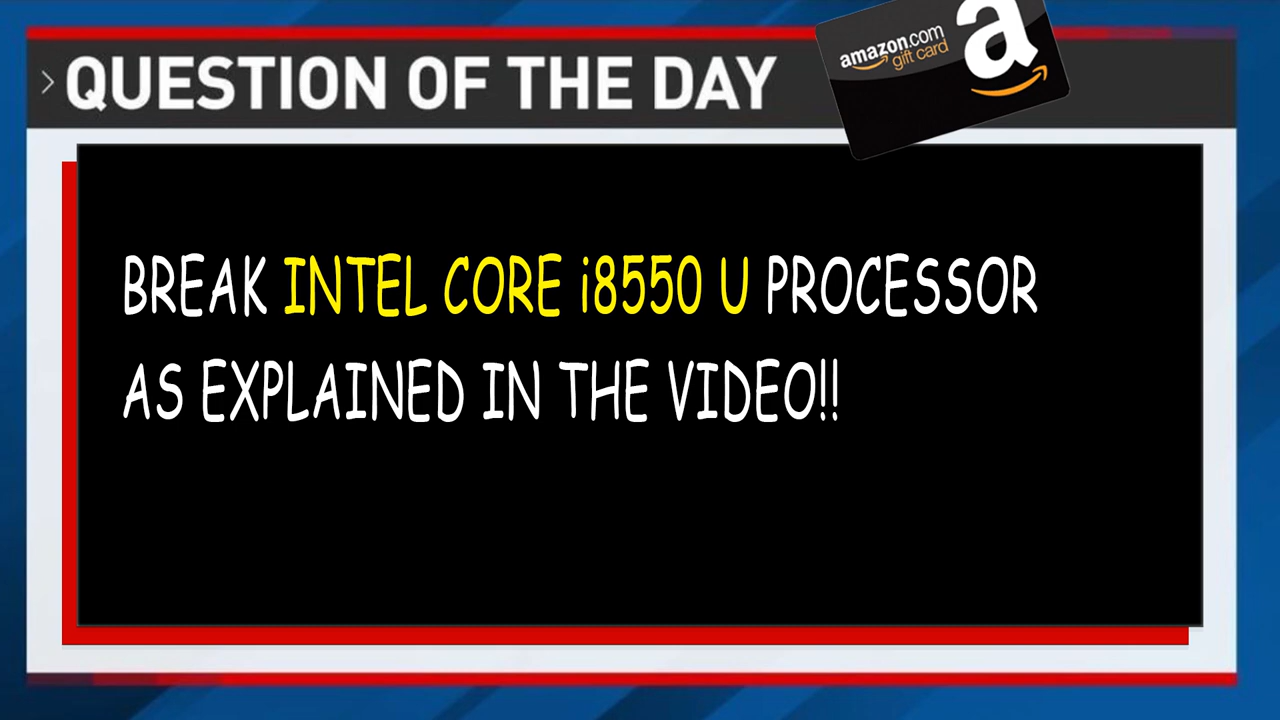 > QUESTION OF THE DAY
amazon.com
gift card
a
BREAK INTEL CORE i8550 U PROCESSOR
AS EXPLAINED IN THE VIDEO!!